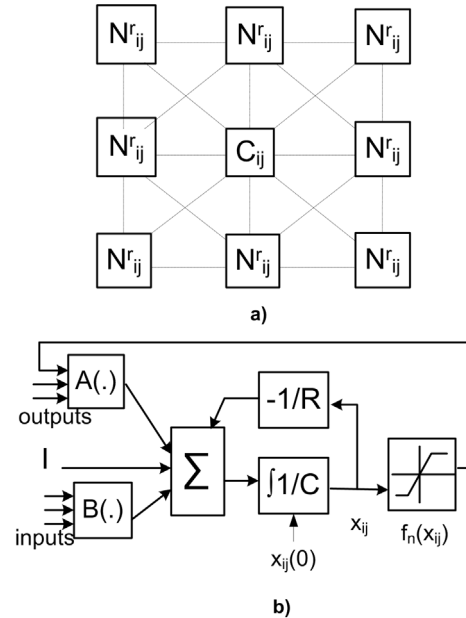 Nʳij Nʳij Nʳij
Nʳij Cij Nʳij
Nʳij Nʳij Nʳij
a)
A(.)
outputs
-1/R
I
Σ
∫1/C
B(.)
inputs
xij
fn(xij)
xij(0)
b)